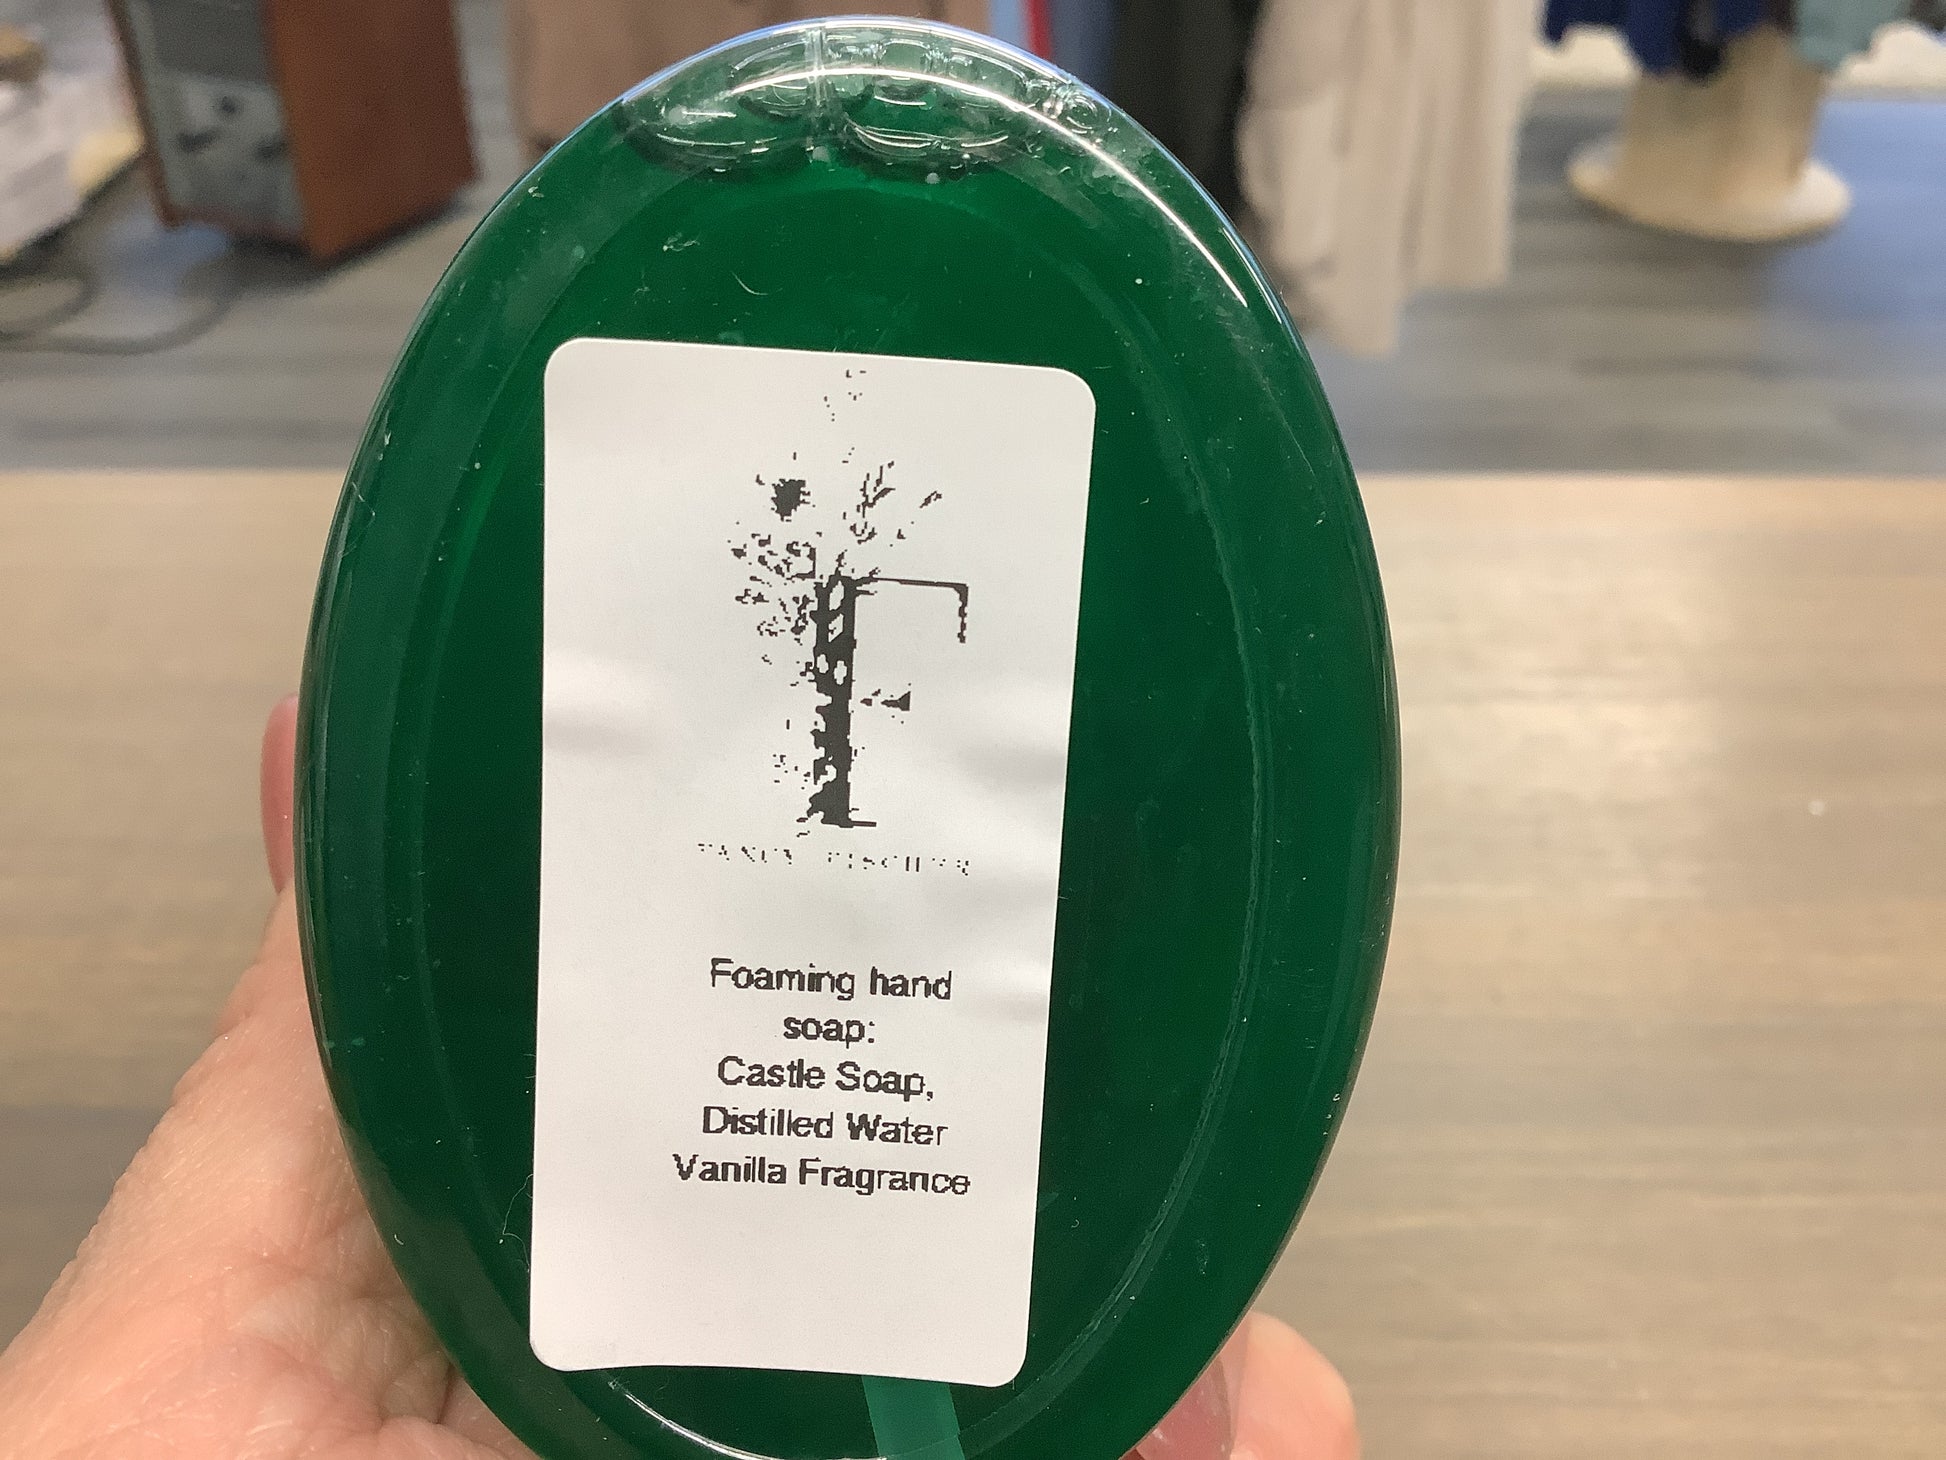 Foaming hand
soap:
Castle Soap,
Distilled Water
Vanilla Fragrance